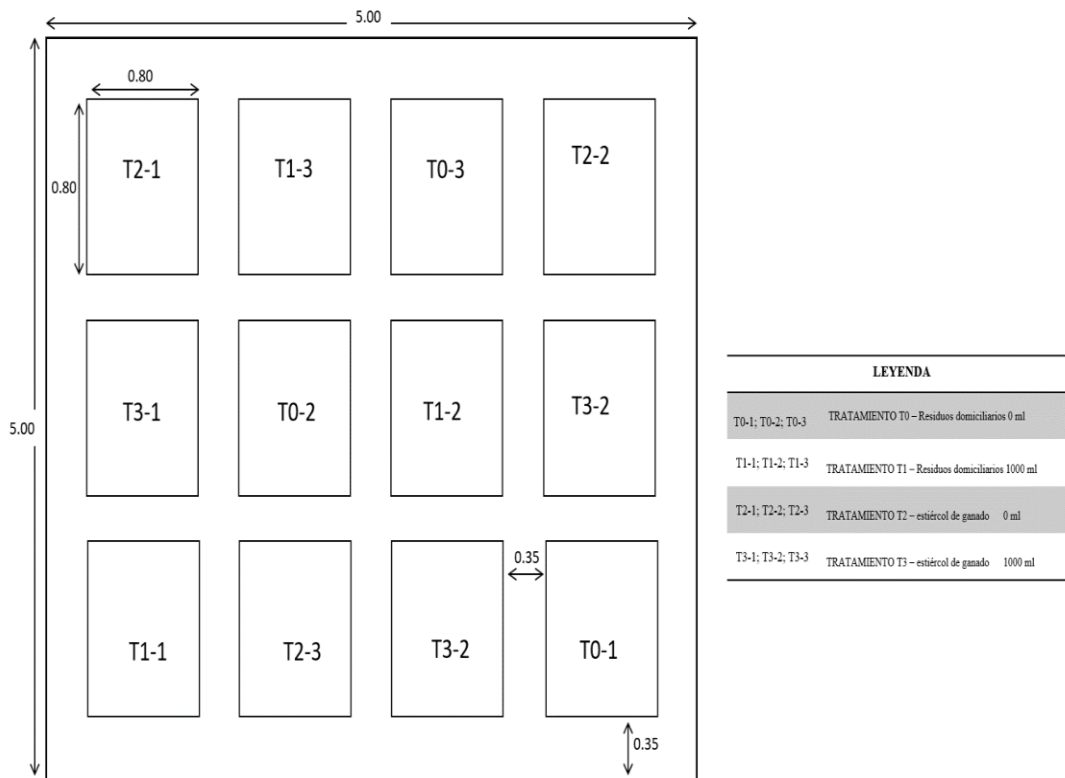 5.00
0.80
0.80
T2-1
T1-3
T0-3
T2-2
5.00
T3-1
T0-2
T1-2
T3-2
0.35
T1-1
T2-3
T3-2
T0-1
0.35
LEYENDA
T0-1; T0-2; T0-3 TRATAMIENTO T0 – Residuos domiciliarios 0 ml
T1-1; T1-2; T1-3 TRATAMIENTO T1 – Residuos domiciliarios 1000 ml
T2-1; T2-2; T2-3 TRATAMIENTO T2 – estiércol de ganado 0 ml
T3-1; T3-2; T3-3 TRATAMIENTO T3 – estiércol de ganado 1000 ml